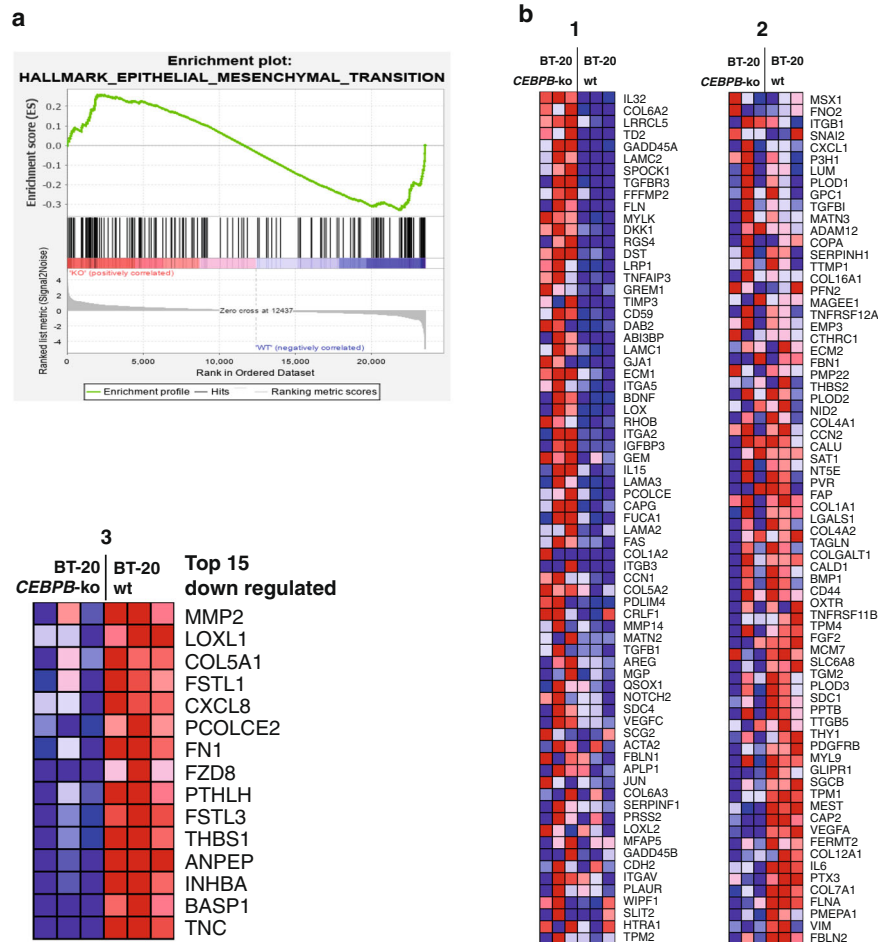 a
Enrichment plot:
HALLMARK_EPITHELIAL_MESENCHYMAL_TRANSITION
Enrichment score (ES)
0.2
0.1
0.0
-0.1
-0.2
-0.3
'KO' (positively correlated)
Ranked list metric (Signal2Noise)
4
2
0
-2
-4
Zero cross at 12437
'WT' (negatively correlated)
0
5,000
10,000
15,000
20,000
Rank in Ordered Dataset
Enrichment profile
Hits
Ranking metric scores
b
1
BT-20
CEBPB-ko
BT-20
wt
IL32
COL6A2
LRRCL5
TD2
GADD45A
LAMC2
SPOCK1
TGFBR3
FFFMP2
FLN
MYLK
DKK1
RGS4
DST
LRP1
TNFAIP3
GREM1
TIMP3
CD59
DAB2
ABI3BP
LAMC1
GJA1
ECM1
ITGA5
BDNF
LOX
RHOB
ITGA2
IGFBP3
GEM
IL15
LAMA3
PCOLCE
CAPG
FUCA1
LAMA2
FAS
COL1A2
ITGB3
CCN1
COL5A2
PDLIM4
CRLF1
MMP14
MATN2
TGFB1
AREG
MGP
QSOX1
NOTCH2
SDC4
VEGFC
SCG2
ACTA2
FBLN1
APLP1
JUN
COL6A3
SERPINF1
PRSS2
LOXL2
MFAP5
GADD45B
CDH2
ITGAV
PLAUR
WIPF1
SLIT2
HTRA1
TPM2
2
BT-20
CEBPB-ko
BT-20
wt
MSX1
FNO2
ITGB1
SNAI2
CXCL1
P3H1
LUM
PLOD1
GPC1
TGFBI
MATN3
ADAM12
COPA
SERPINH1
TTMP1
COL16A1
PFN2
MAGEE1
TNFRSF12A
EMP3
CTHRC1
ECM2
FBN1
PMP22
THBS2
PLOD2
NID2
COL4A1
CCN2
CALU
SAT1
NT5E
PVR
FAP
COL1A1
LGALS1
COL4A2
TAGLN
COLGALT1
CALD1
BMP1
CD44
OXTR
TNFRSF11B
TPM4
FGF2
MCM7
SLC6A8
TGM2
PLOD3
SDC1
PPTB
TTGB5
THY1
PDGFRB
MYL9
GLIPR1
SGCB
TPM1
MEST
CAP2
VEGFA
FERMT2
COL12A1
IL6
PTX3
COL7A1
FLNA
PMEPA1
VIM
FBLN2
3
BT-20
CEBPB-ko
BT-20
wt
Top 15
down regulated
MMP2
LOXL1
COL5A1
FSTL1
CXCL8
PCOLCE2
FN1
FZD8
PTHLH
FSTL3
THBS1
ANPEP
INHBA
BASP1
TNC